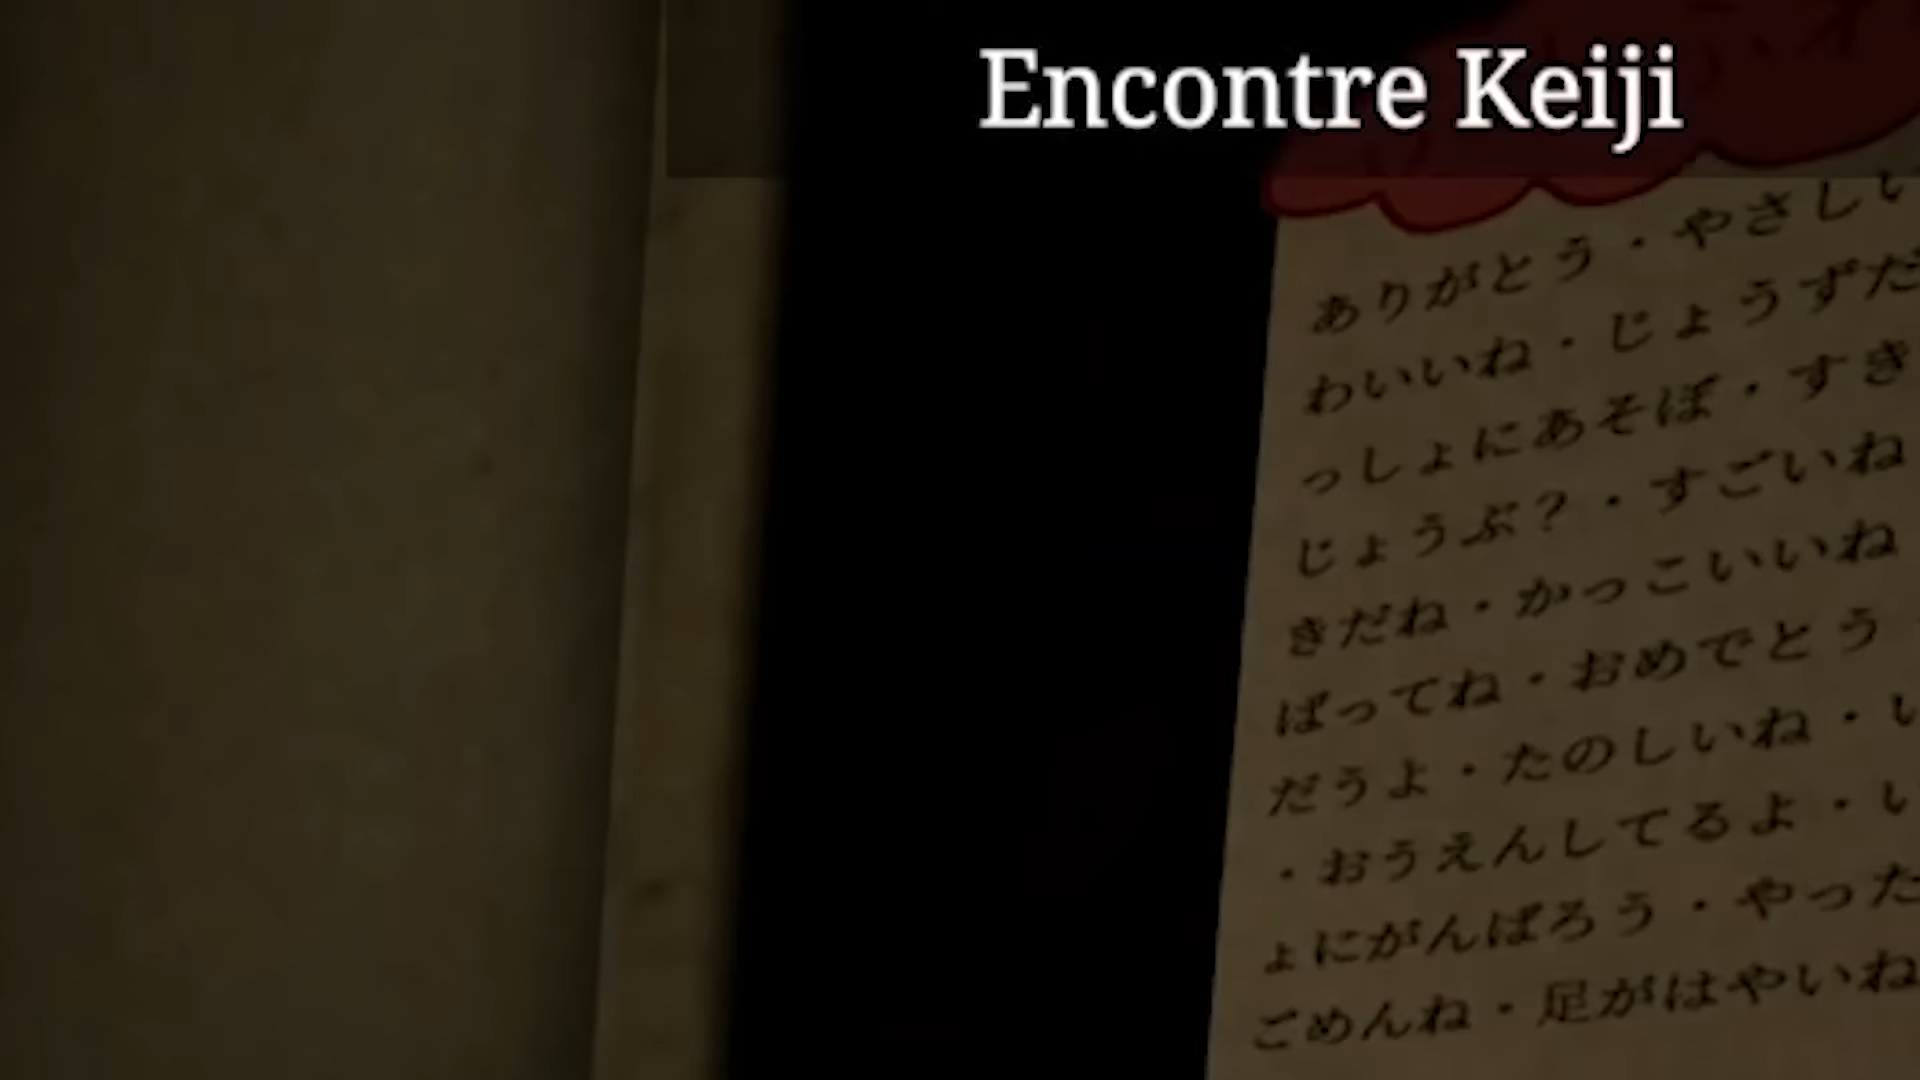 Encontre Keiji
ありがとう・やさしい
わいいね・じょうずだ
っしょにあそぼ・すき
じょうぶ？・すごいね
きだね・かっこいいね
ばってね・おめでとう
だうよ・たのしいね・い
・おうえんしてるよ・い
ょにがんばろう・やった
ごめんね・足がはやいね